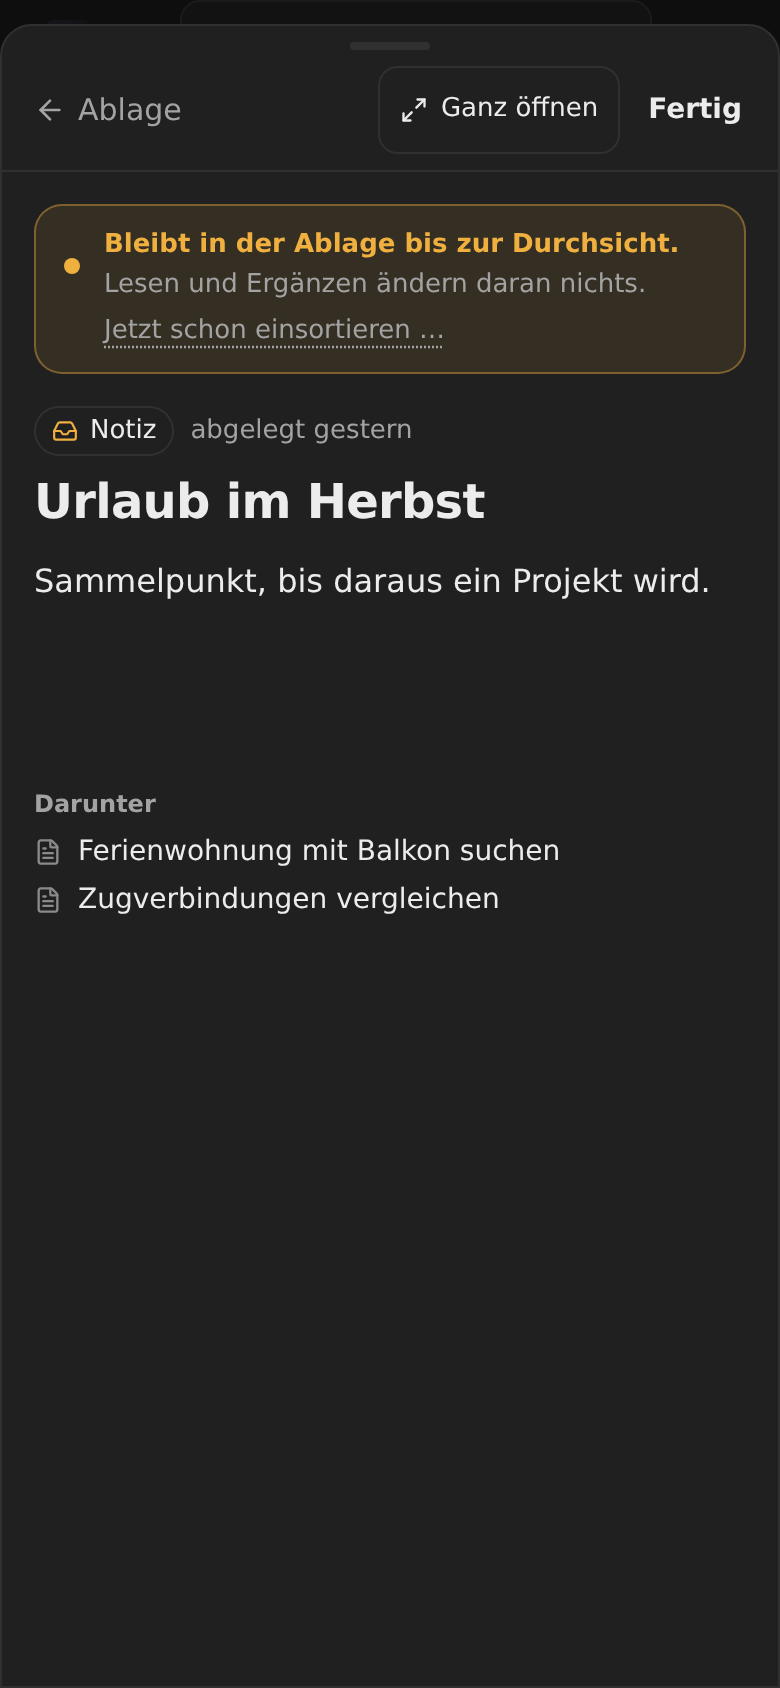 Ablage
Ganz öffnen
Fertig
Bleibt in der Ablage bis zur Durchsicht.
Lesen und Ergänzen ändern daran nichts.
Jetzt schon einsortieren …
Notiz
abgelegt gestern
Urlaub im Herbst
Sammelpunkt, bis daraus ein Projekt wird.
Darunter
Ferienwohnung mit Balkon suchen
Zugverbindungen vergleichen